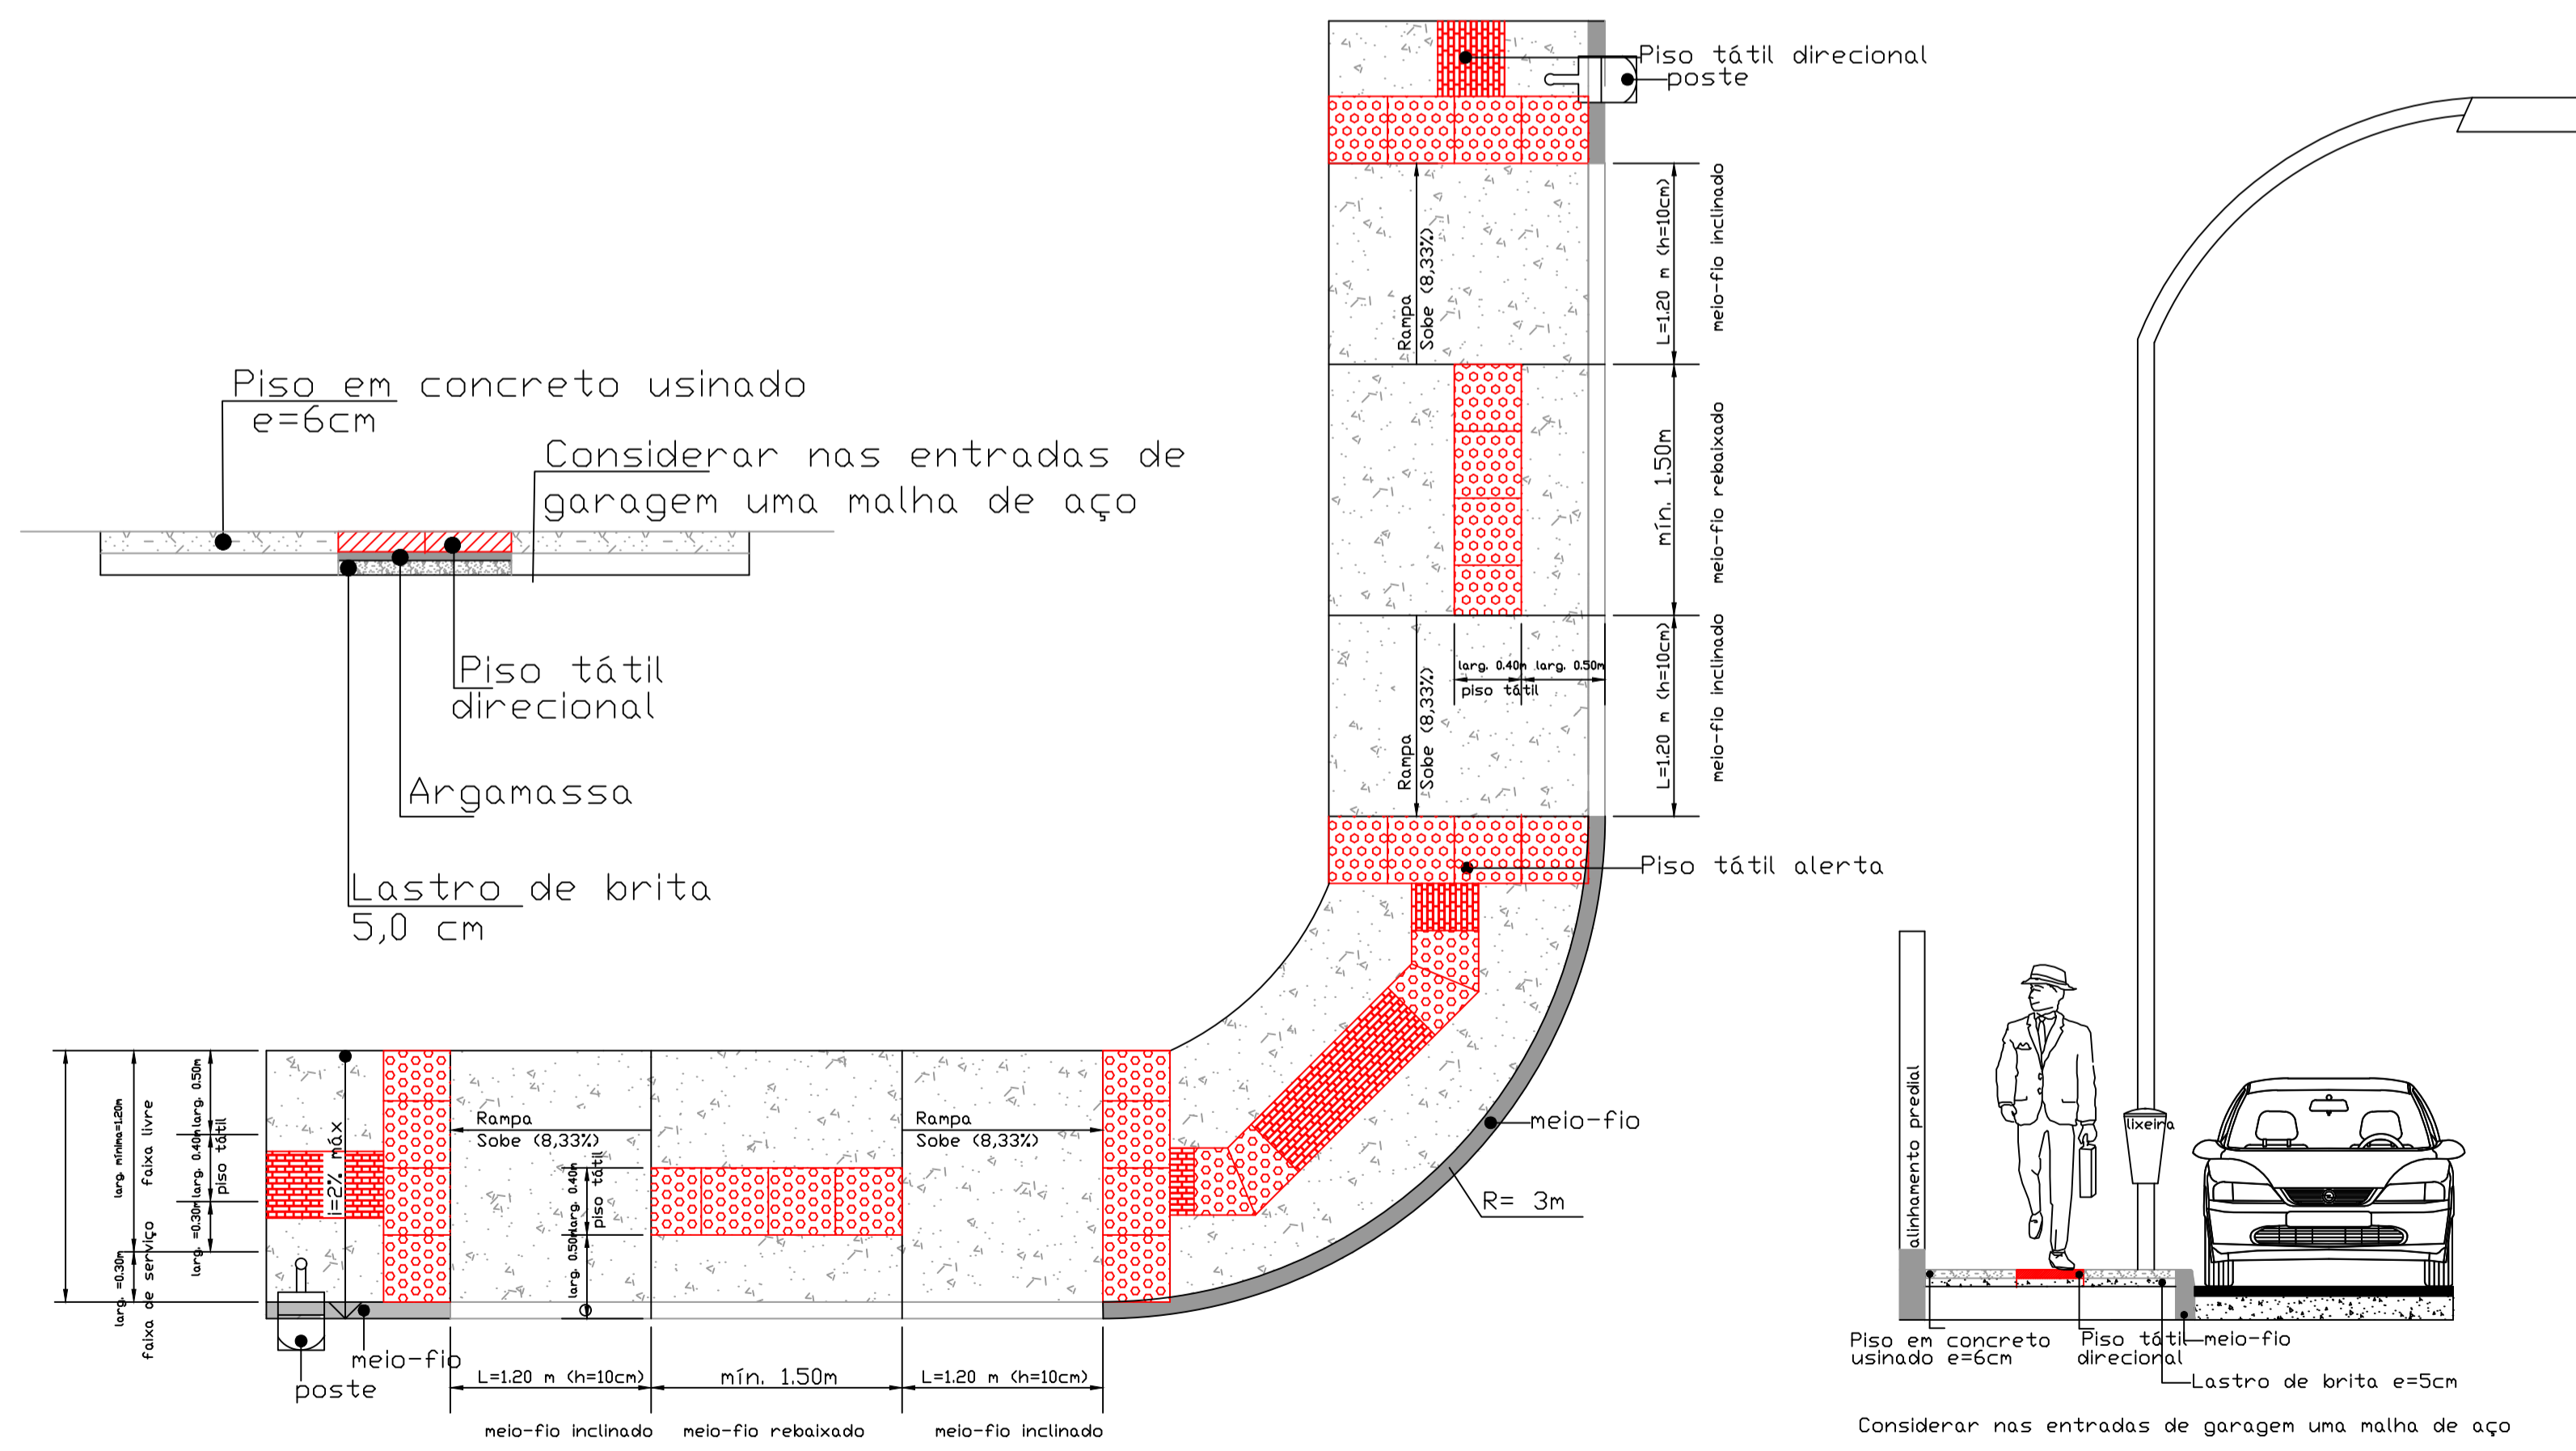 Piso tátil direcional
poste
Rampa
Sobe (8,33%)
L=1.20 m (h=10cm)
meio-fio inclinado
Piso em concreto usinado
e=6cm
Considerar nas entradas de
garagem uma malha de aço
mín. 1.50m
meio-fio rebaixado
Piso tátil
direcional
larg. 0.40m
larg. 0.50m
piso tátil
Rampa
Sobe (8,33%)
L=1.20 m (h=10cm)
meio-fio inclinado
Argamassa
Lastro de brita
5,0 cm
Piso tátil alerta
larg. mínima=1.20m
faixa livre
larg. =0.30m
faixa de serviço
larg. 0.50m
larg. 0.40m
piso tátil
larg. =0.30m
i=2% máx
Rampa
Sobe (8,33%)
larg. 0.40m
piso tátil
larg. 0.50m
Rampa
Sobe (8,33%)
meio-fio
R= 3m
meio-fio
poste
L=1.20 m (h=10cm)
mín. 1.50m
L=1.20 m (h=10cm)
meio-fio inclinado
meio-fio rebaixado
meio-fio inclinado
alinhamento predial
lixeira
Piso em concreto
usinado e=6cm
Piso tátil
direcional
meio-fio
Lastro de brita e=5cm
Considerar nas entradas de garagem uma malha de aço